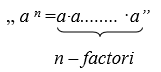 „ a ⁿ =a·a........ ·a”
n – factori